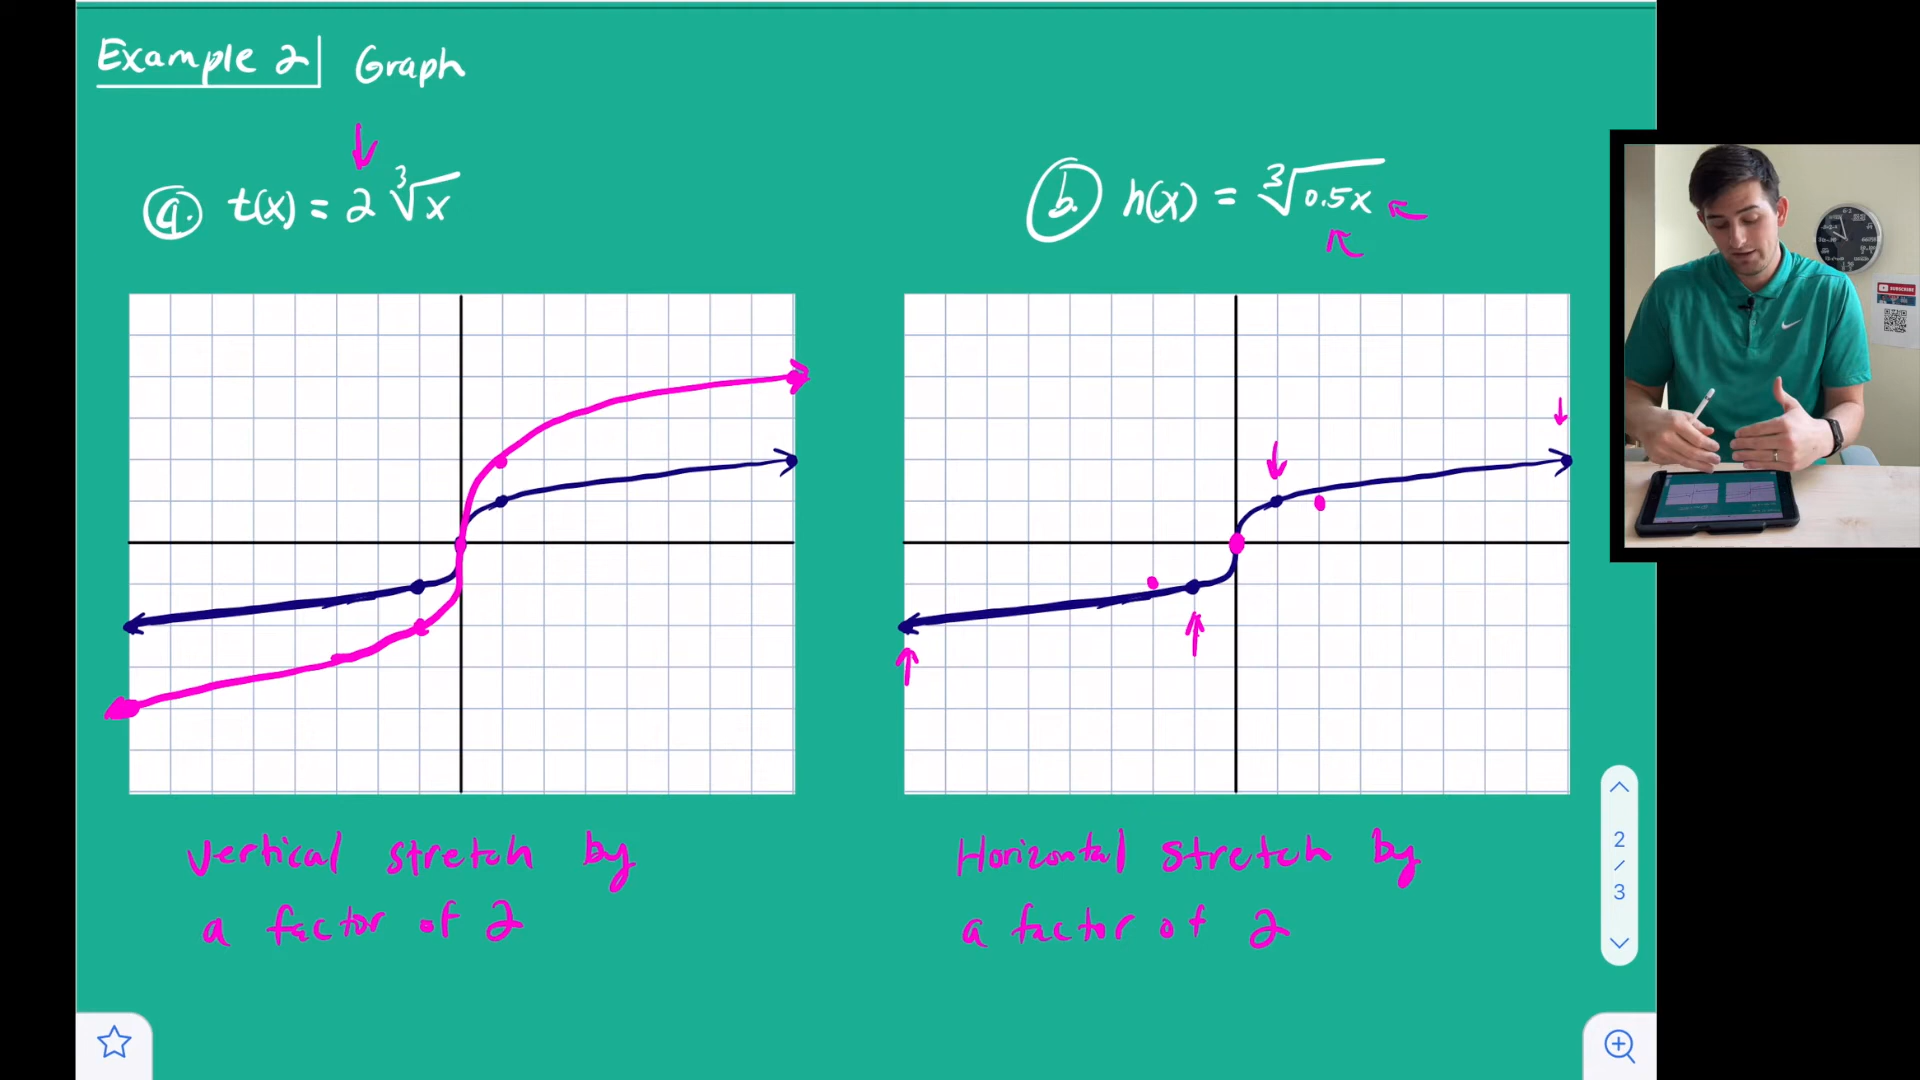 Example 2 Graph
a. t(x) = 2 ∛x
b. h(x) = ∛0.5x
Vertical stretch by
a factor of 2
Horizontal stretch by
a factor of 2
SUBSCRIBE
2
/
3